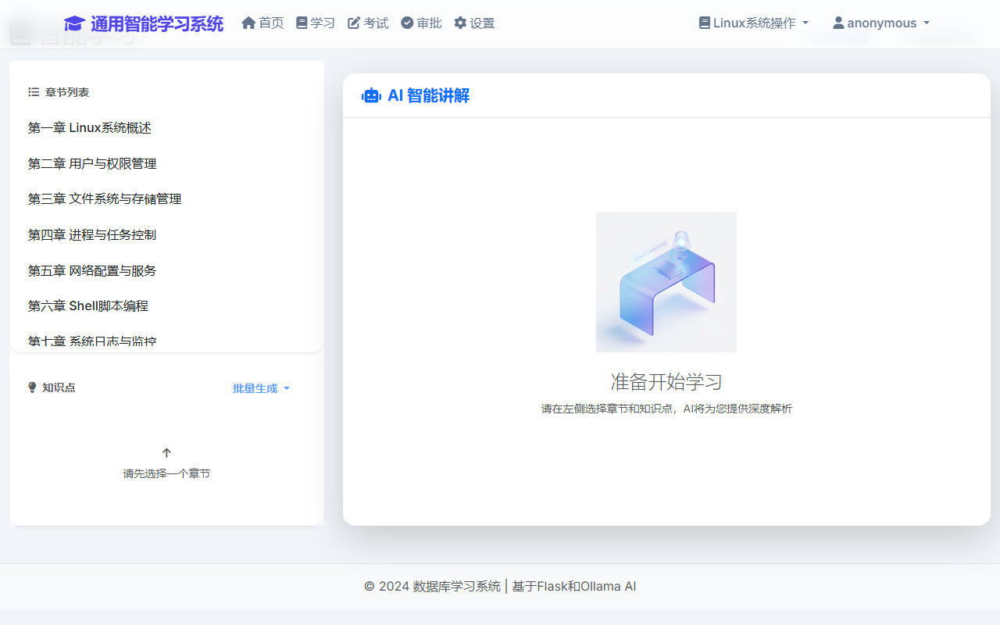 通用智能学习系统 首页 学习 考试 审批 设置 Linux系统操作 anonymous
智能学习
章节列表
第一章 Linux系统概述
第二章 用户与权限管理
第三章 文件系统与存储管理
第四章 进程与任务控制
第五章 网络配置与服务
第六章 Shell脚本编程
第七章 系统日志与监控
知识点 批量生成
请先选择一个章节
AI 智能讲解
Start Learning
准备开始学习
请在左侧选择章节和知识点，AI将为您提供深度解析
© 2024 数据库学习系统 | 基于Flask和Ollama AI